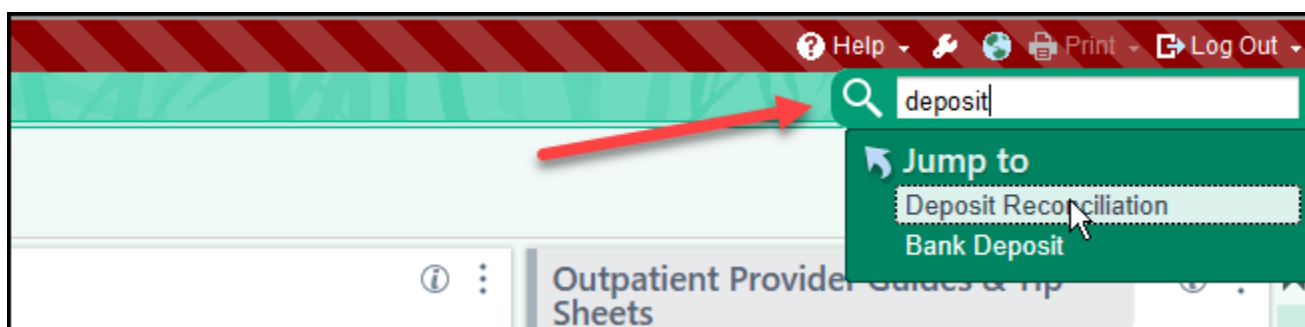 Help Print Log Out
deposit
Jump to
Deposit Reconciliation
Bank Deposit
Outpatient Provider Guides & Tip
Sheets